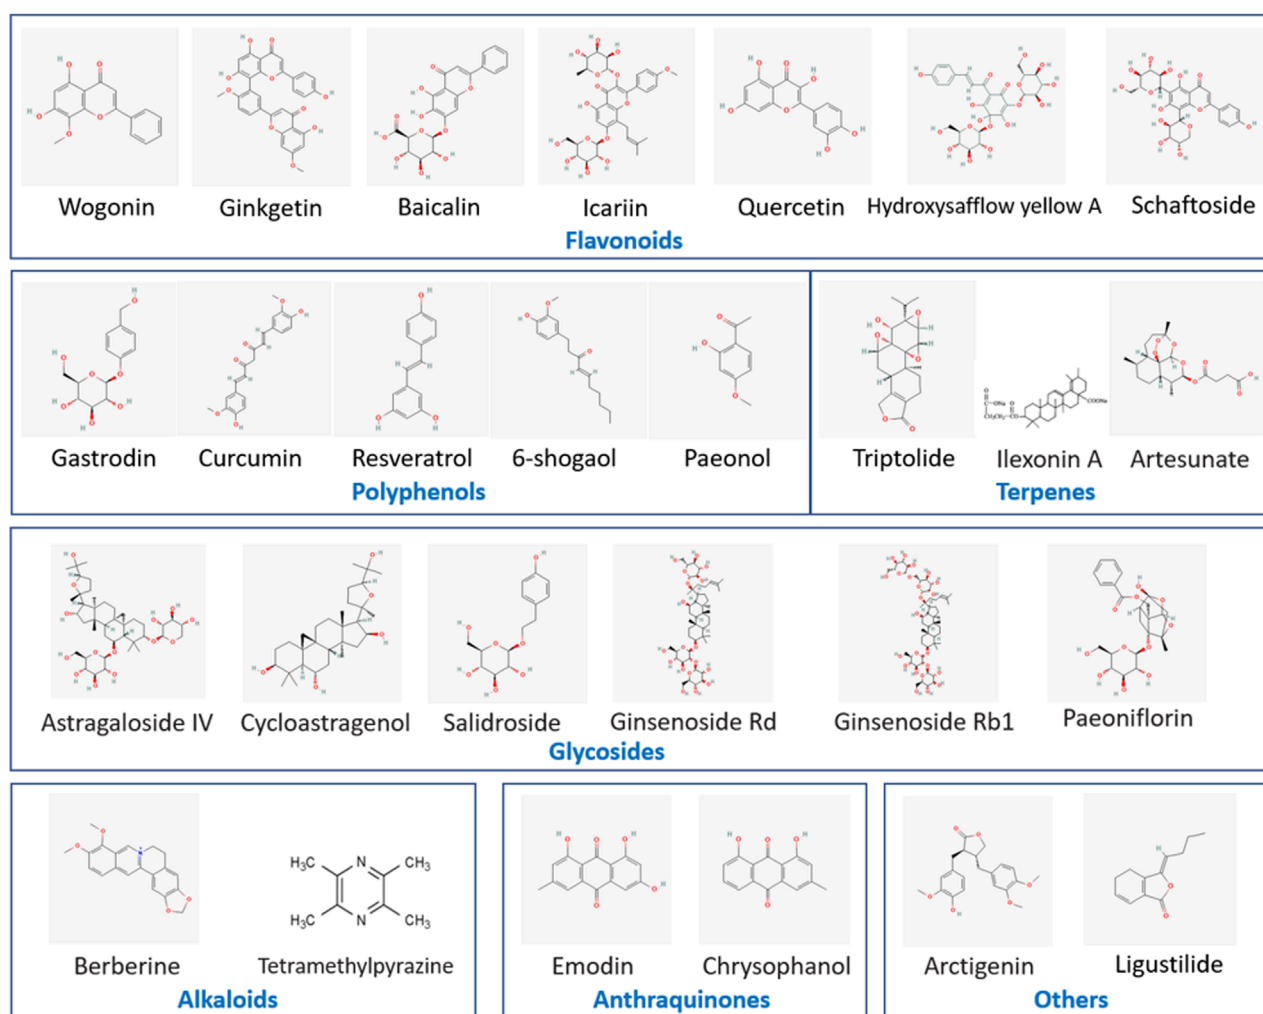 Wogonin
Ginkgetin
Baicalin
Icariin
Quercetin
Hydroxysafflow yellow A
Schaftoside
Flavonoids
Gastrodin
Curcumin
Resveratrol
6-shogaol
Paeonol
Polyphenols
Triptolide
Ilexonin A
Artesunate
Terpenes
Astragaloside IV
Cycloastragenol
Salidroside
Ginsenoside Rd
Ginsenoside Rb1
Paeoniflorin
Glycosides
H₃C
N
CH₃
H₃C
N
CH₃
Berberine
Tetramethylpyrazine
Alkaloids
Emodin
Chrysophanol
Anthraquinones
Arctigenin
Ligustilide
Others